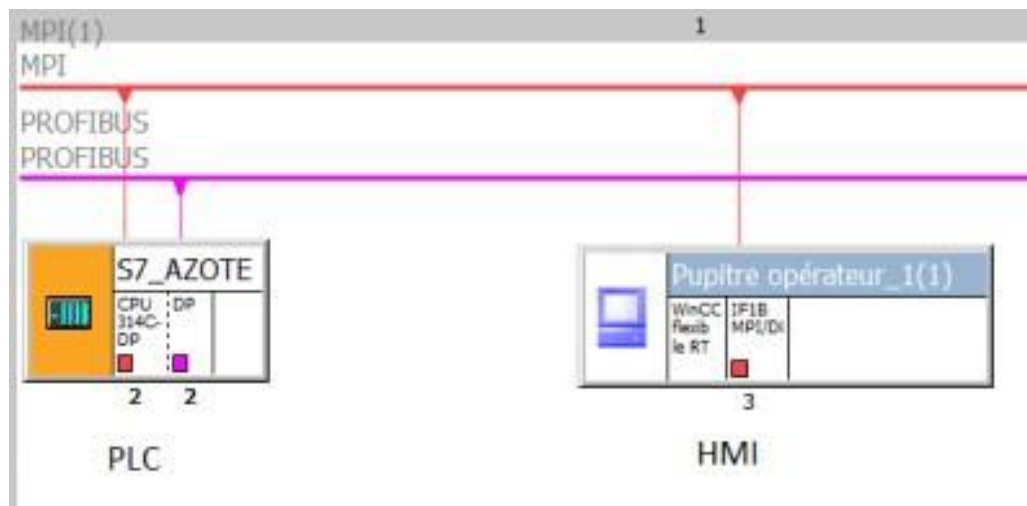 MPI(1)
1
MPI
PROFIBUS
PROFIBUS
S7_AZOTE
CPU
314C-
DP
DP
2
2
PLC
Pupitre opérateur_1(1)
WinCC
flexib
le RT
IF1B
MPI/DI
3
HMI